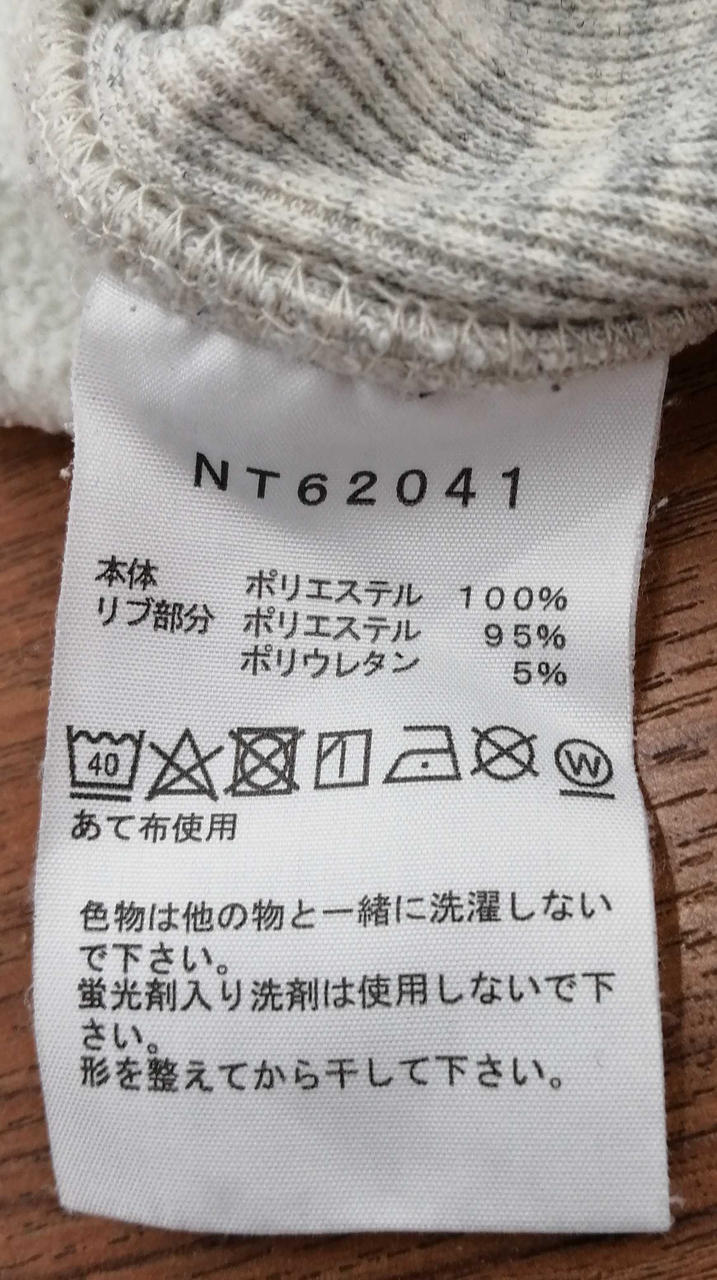 NT62041
本体 ポリエステル 100%
リブ部分 ポリエステル 95%
ポリウレタン 5%
40 W
あて布使用
色物は他の物と一緒に洗濯しない
で下さい。
蛍光剤入り洗剤は使用しないで下
さい。
形を整えてから干して下さい。